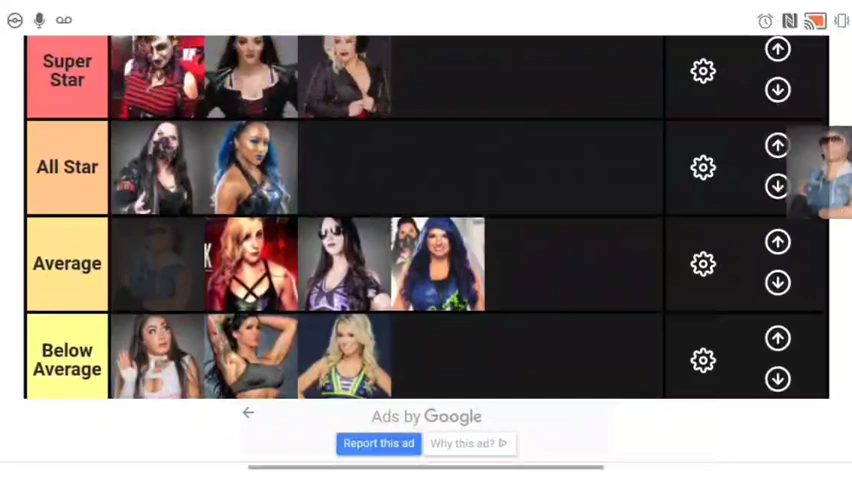 Super
Star
All Star
Average
Below
Average
Ads by Google
Report this ad
Why this ad?